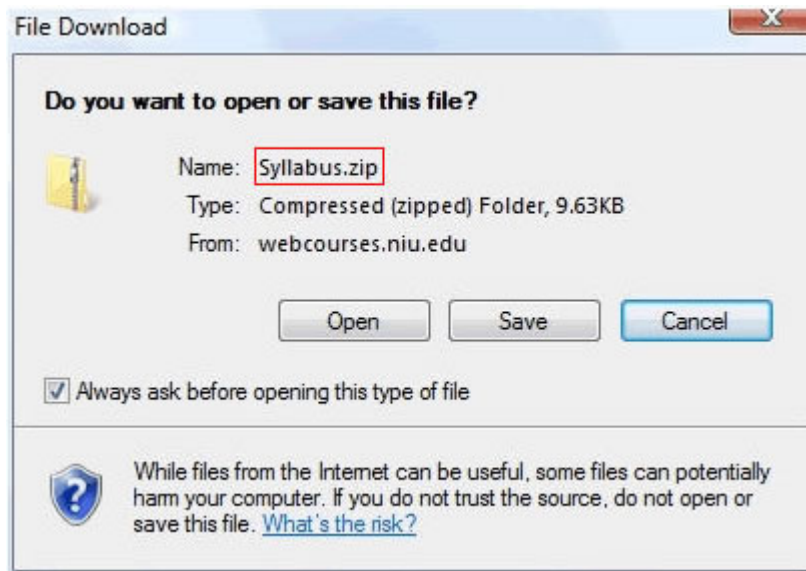 File Download
Do you want to open or save this file?
Name: Syllabus.zip
Type: Compressed (zipped) Folder, 9.63KB
From: webcourses.niu.edu
Open Save Cancel
Always ask before opening this type of file
While files from the Internet can be useful, some files can potentially
harm your computer. If you do not trust the source, do not open or
save this file. What's the risk?